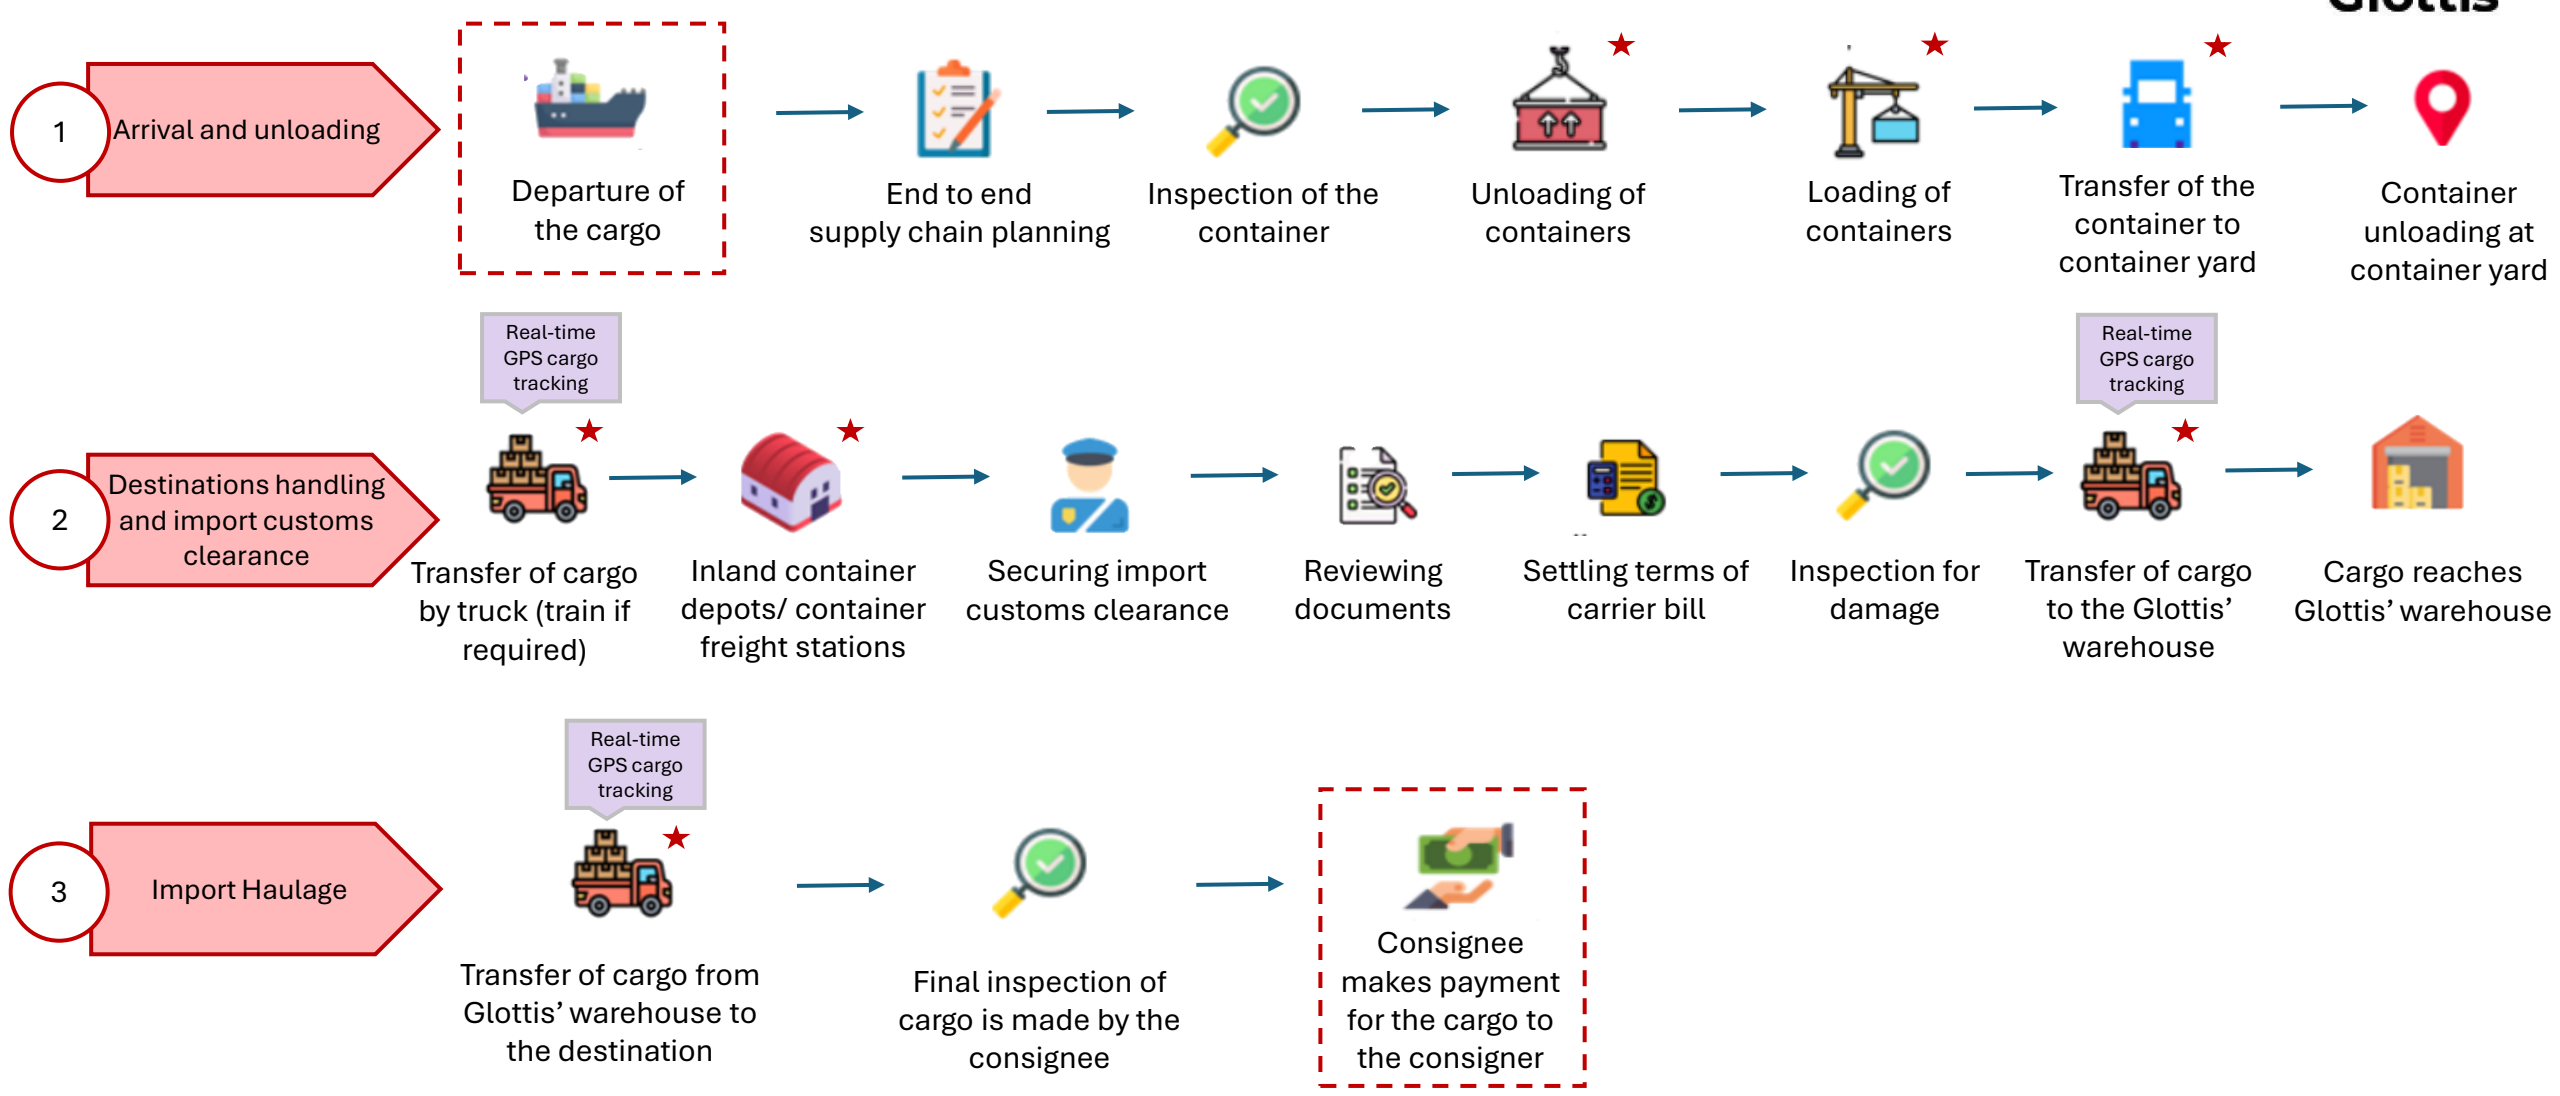 Glottis
1
Arrival and unloading
Departure of
the cargo
End to end
supply chain planning
Inspection of the
container
Unloading of
containers
Loading of
containers
Transfer of the
container to
container yard
Container
unloading at
container yard
2
Destinations handling
and import customs
clearance
Real-time
GPS cargo
tracking
Transfer of cargo
by truck (train if
required)
Inland container
depots/ container
freight stations
Securing import
customs clearance
Reviewing
documents
Settling terms of
carrier bill
Inspection for
damage
Real-time
GPS cargo
tracking
Transfer of cargo
to the Glottis’
warehouse
Cargo reaches
Glottis’ warehouse
3
Import Haulage
Real-time
GPS cargo
tracking
Transfer of cargo from
Glottis’ warehouse to
the destination
Final inspection of
cargo is made by the
consignee
Consignee
makes payment
for the cargo to
the consigner